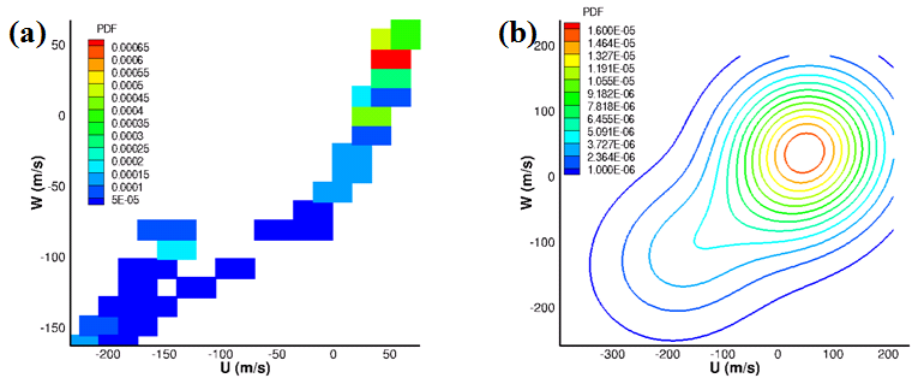 (a)
PDF
0.00065
0.0006
0.00055
0.0005
0.00045
0.0004
0.00035
0.0003
0.00025
0.0002
0.00015
0.0001
5E-05
W (m/s)
50
0
-50
-100
-150
-200
-150
-100
-50
0
50
U (m/s)
(b)
PDF
1.600E-05
1.464E-05
1.327E-05
1.191E-05
1.055E-05
9.182E-06
7.818E-06
6.455E-06
5.091E-06
3.727E-06
2.364E-06
1.000E-06
W (m/s)
200
100
0
-100
-200
-300
-200
-100
0
100
200
U (m/s)